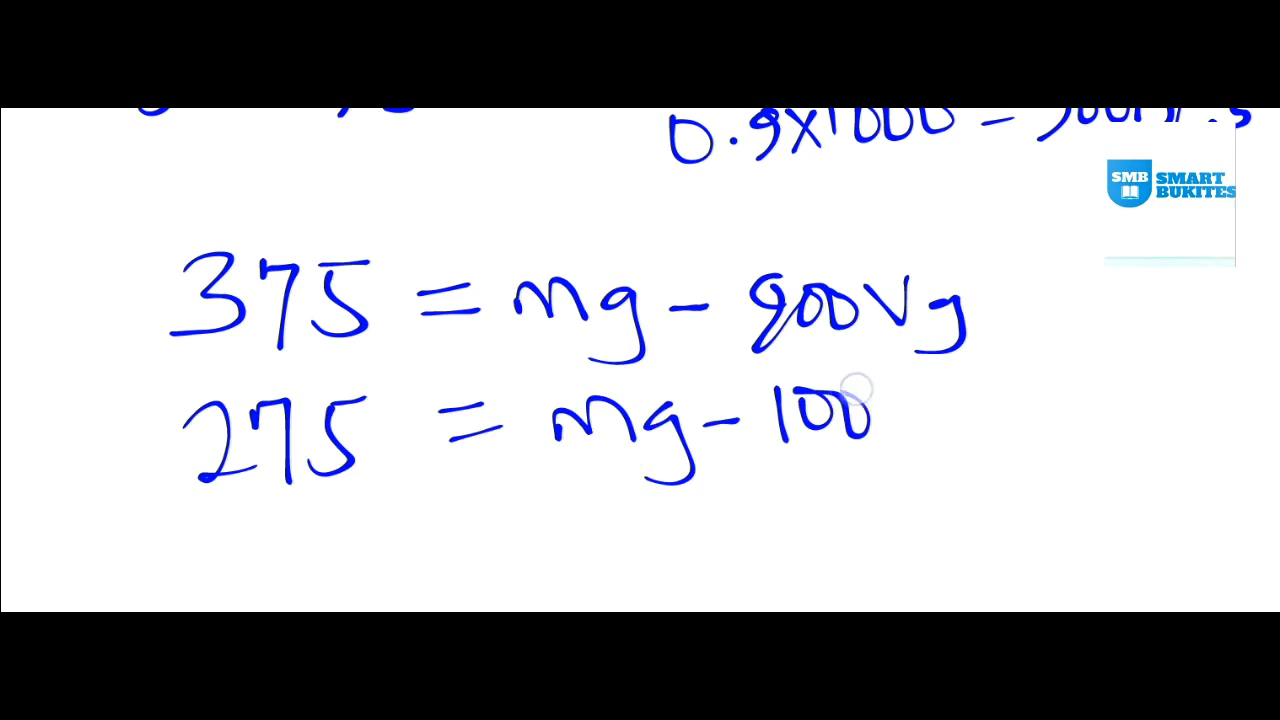 0.9x1000 =
SMB SMART
BUKITES
375 = mg - 900Vg
275 = mg - 100